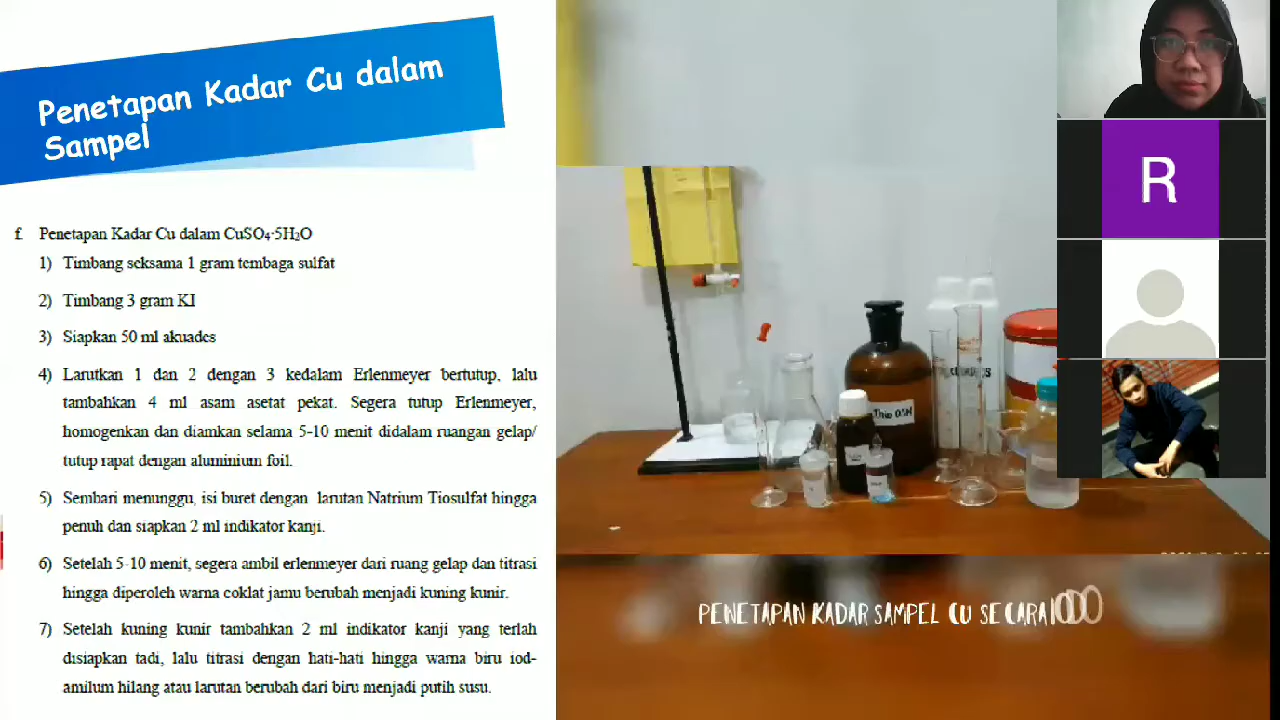 Penetapan Kadar Cu dalam
Sampel
f. Penetapan Kadar Cu dalam CuSO₄·5H₂O
1) Timbang seksama 1 gram tembaga sulfat
2) Timbang 3 gram KI
3) Siapkan 50 ml akuades
4) Larutkan 1 dan 2 dengan 3 kedalam Erlenmeyer bertutup, lalu
tambahkan 4 ml asam asetat pekat. Segera tutup Erlenmeyer,
homogenkan dan diamkan selama 5-10 menit didalam ruangan gelap/
tutup rapat dengan aluminium foil.
5) Sembari menunggu, isi buret dengan larutan Natrium Tiosulfat hingga
penuh dan siapkan 2 ml indikator kanji.
6) Setelah 5-10 menit, segera ambil erlenmeyer dari ruang gelap dan titrasi
hingga diperoleh warna coklat jamu berubah menjadi kuning kunir.
7) Setelah kuning kunir tambahkan 2 ml indikator kanji yang terlah
disiapkan tadi, lalu titrasi dengan hati-hati hingga warna biru iod-
amilum hilang atau larutan berubah dari biru menjadi putih susu.
Thio 0.1N
PENETAPAN KADAR SAMPEL CU SECARA
R